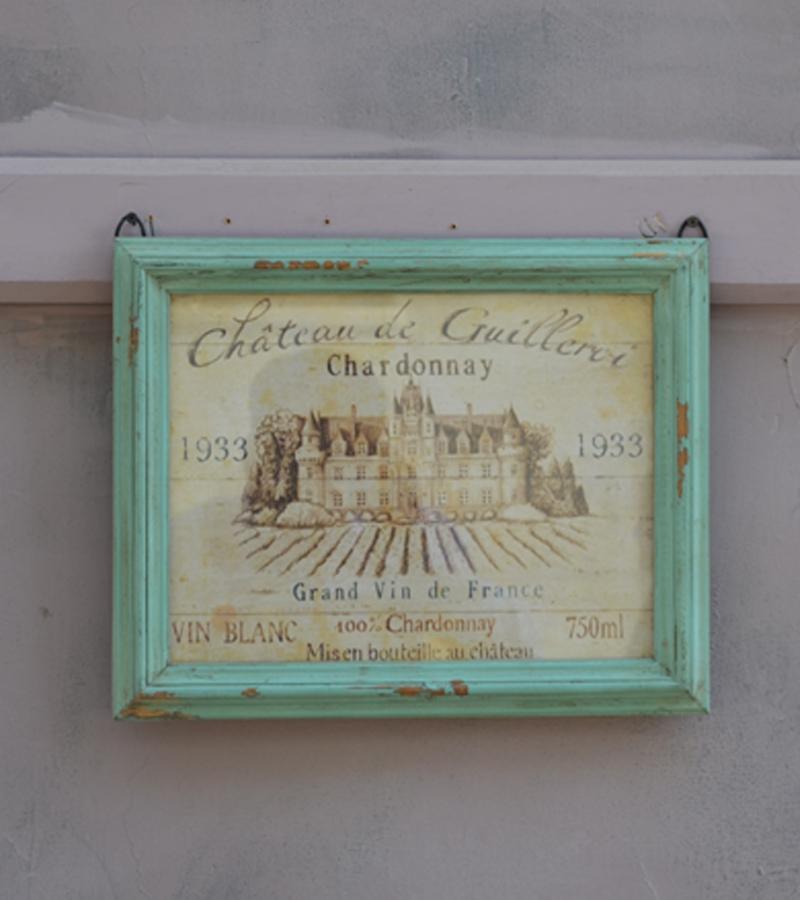 Château de Guilleroi
Chardonnay
1933 1933
Grand Vin de France
VIN BLANC 100% Chardonnay 750ml
Mis en bouteille au château